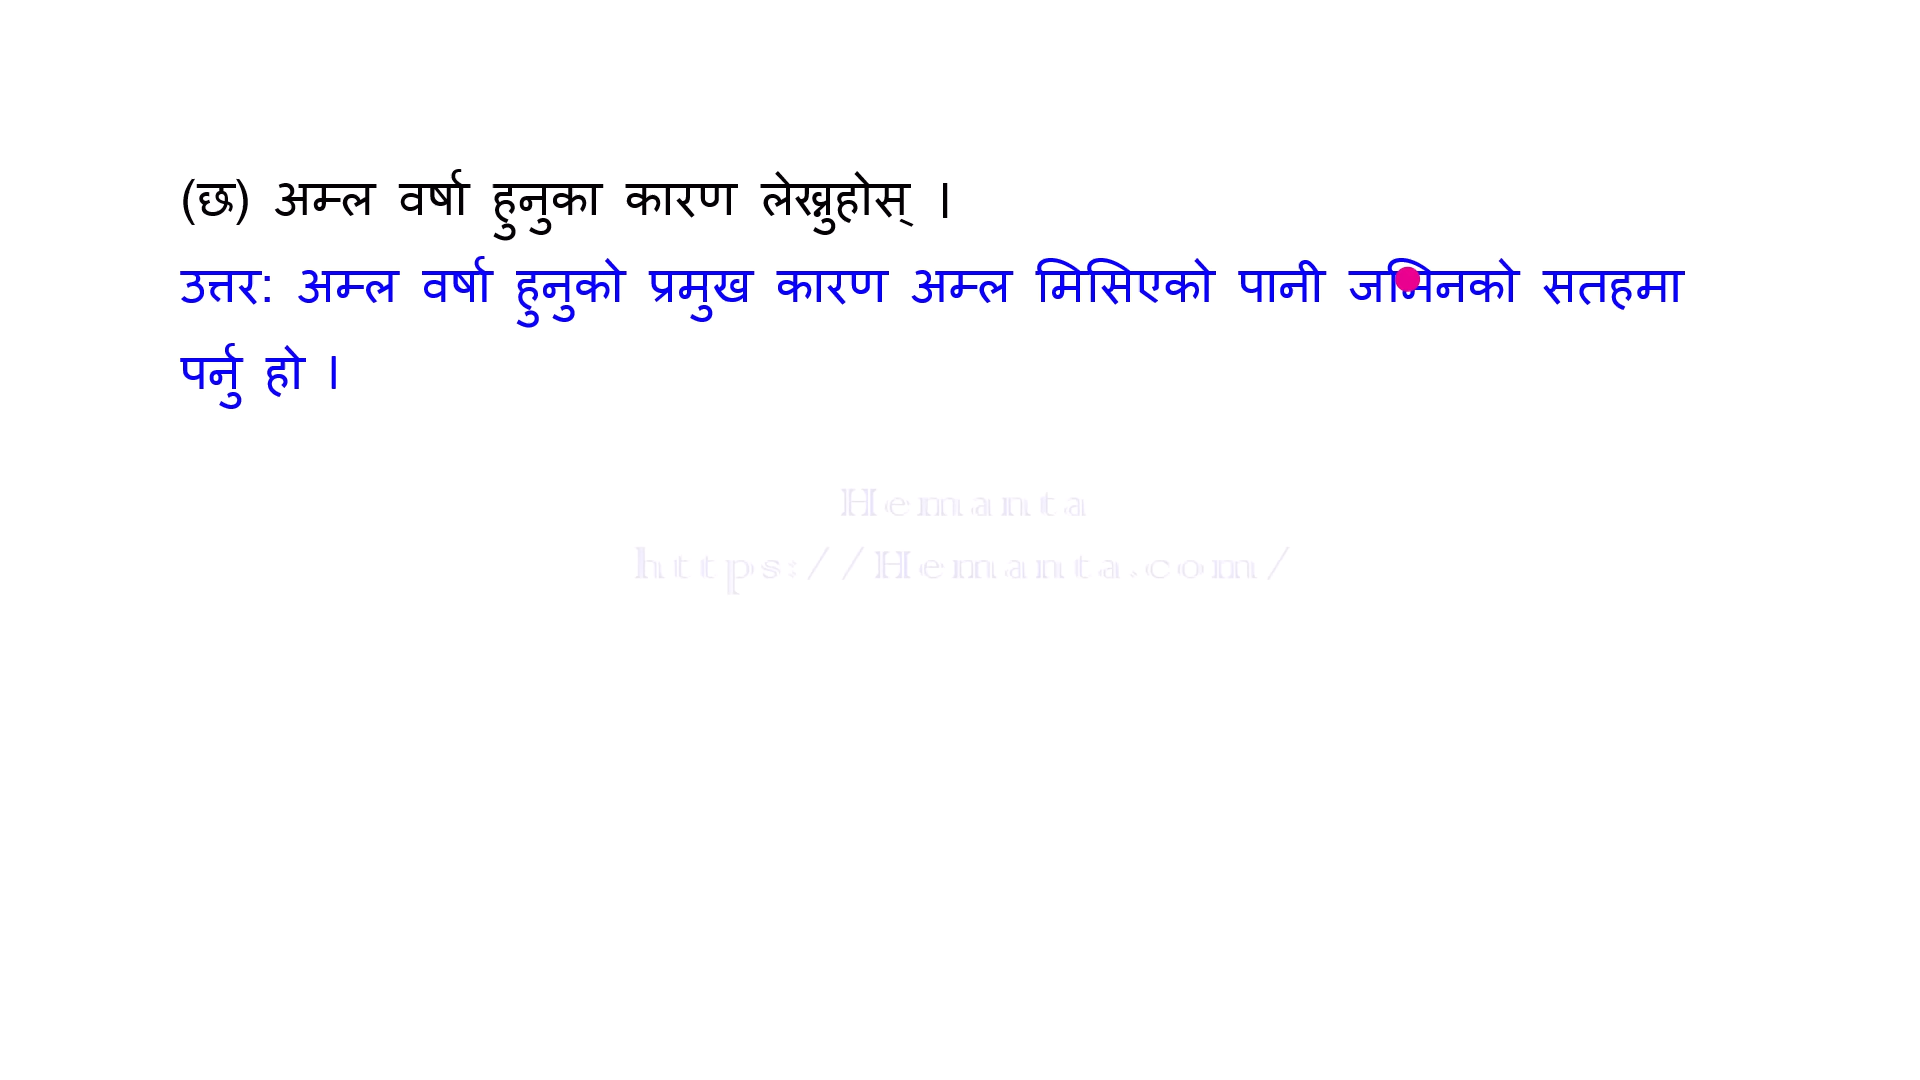 (छ) अम्ल वर्षा हुनुका कारण लेख्नुहोस् ।
उत्तर: अम्ल वर्षा हुनुको प्रमुख कारण अम्ल मिसिएको पानी जमिनको सतहमा
पर्नु हो ।
Hemanta
https://Hemanta.com/